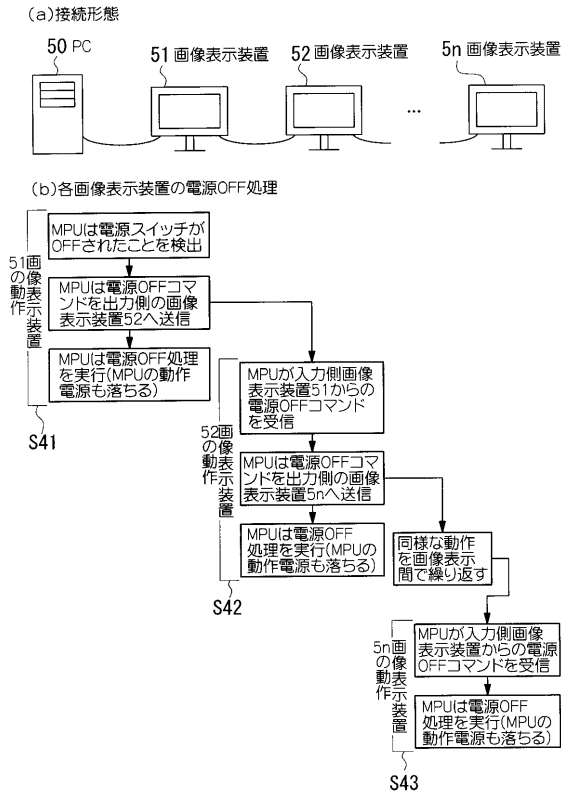 (a)接続形態
50 PC
51 画像表示装置
52 画像表示装置
5n 画像表示装置
...
(b)各画像表示装置の電源OFF処理
画像表示装置
51の動作
MPUは電源スイッチが
OFFされたことを検出
MPUは電源OFFコマ
ンドを出力側の画像
表示装置52へ送信
MPUは電源OFF処理
を実行(MPUの動作
電源も落ちる)
S41
画像表示装置
52の動作
MPUが入力側画像
表示装置51からの
電源OFFコマンド
を受信
MPUは電源OFFコマ
ンドを出力側の画像
表示装置5nへ送信
MPUは電源OFF
処理を実行(MPUの
動作電源も落ちる)
S42
同様な動作
を画像表示
間で繰り返す
画像表示装置
5nの動作
MPUが入力側画像
表示装置からの電源
OFFコマンドを受信
MPUは電源OFF
処理を実行(MPUの
動作電源も落ちる)
S43